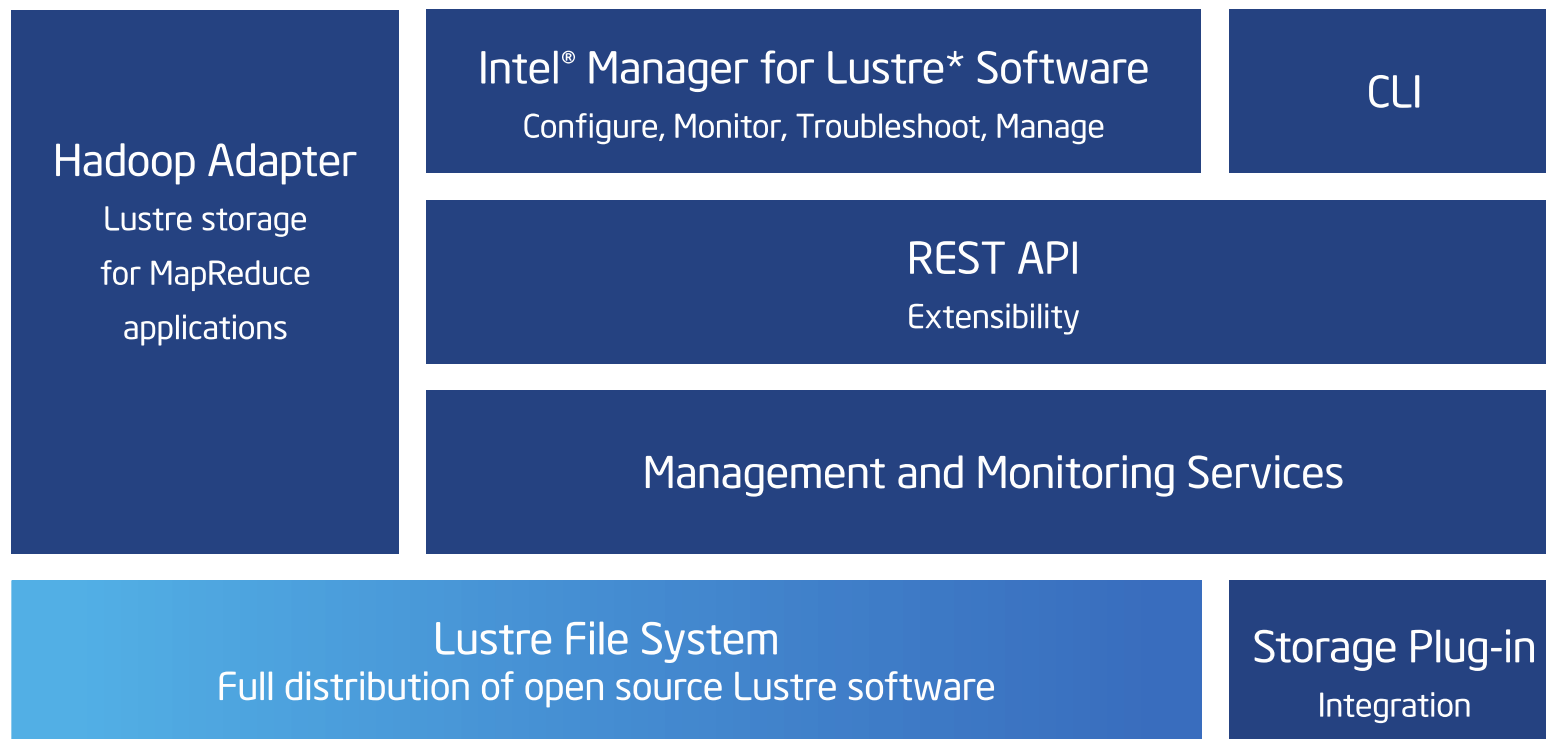 Hadoop Adapter
Lustre storage
for MapReduce
applications
Intel® Manager for Lustre* Software
Configure, Monitor, Troubleshoot, Manage
CLI
REST API
Extensibility
Management and Monitoring Services
Lustre File System
Full distribution of open source Lustre software
Storage Plug-in
Integration